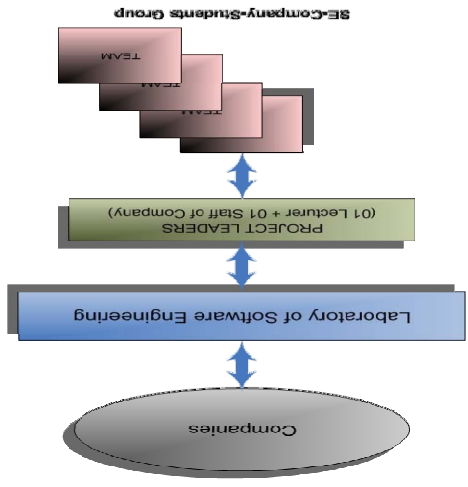 Companies
Laboratory of Software Engineering
PROJECT LEADERS
(01 Lecturer + 01 Staff of Company)
TEAM
TEAM
TEAM
SE-Company-Students Group